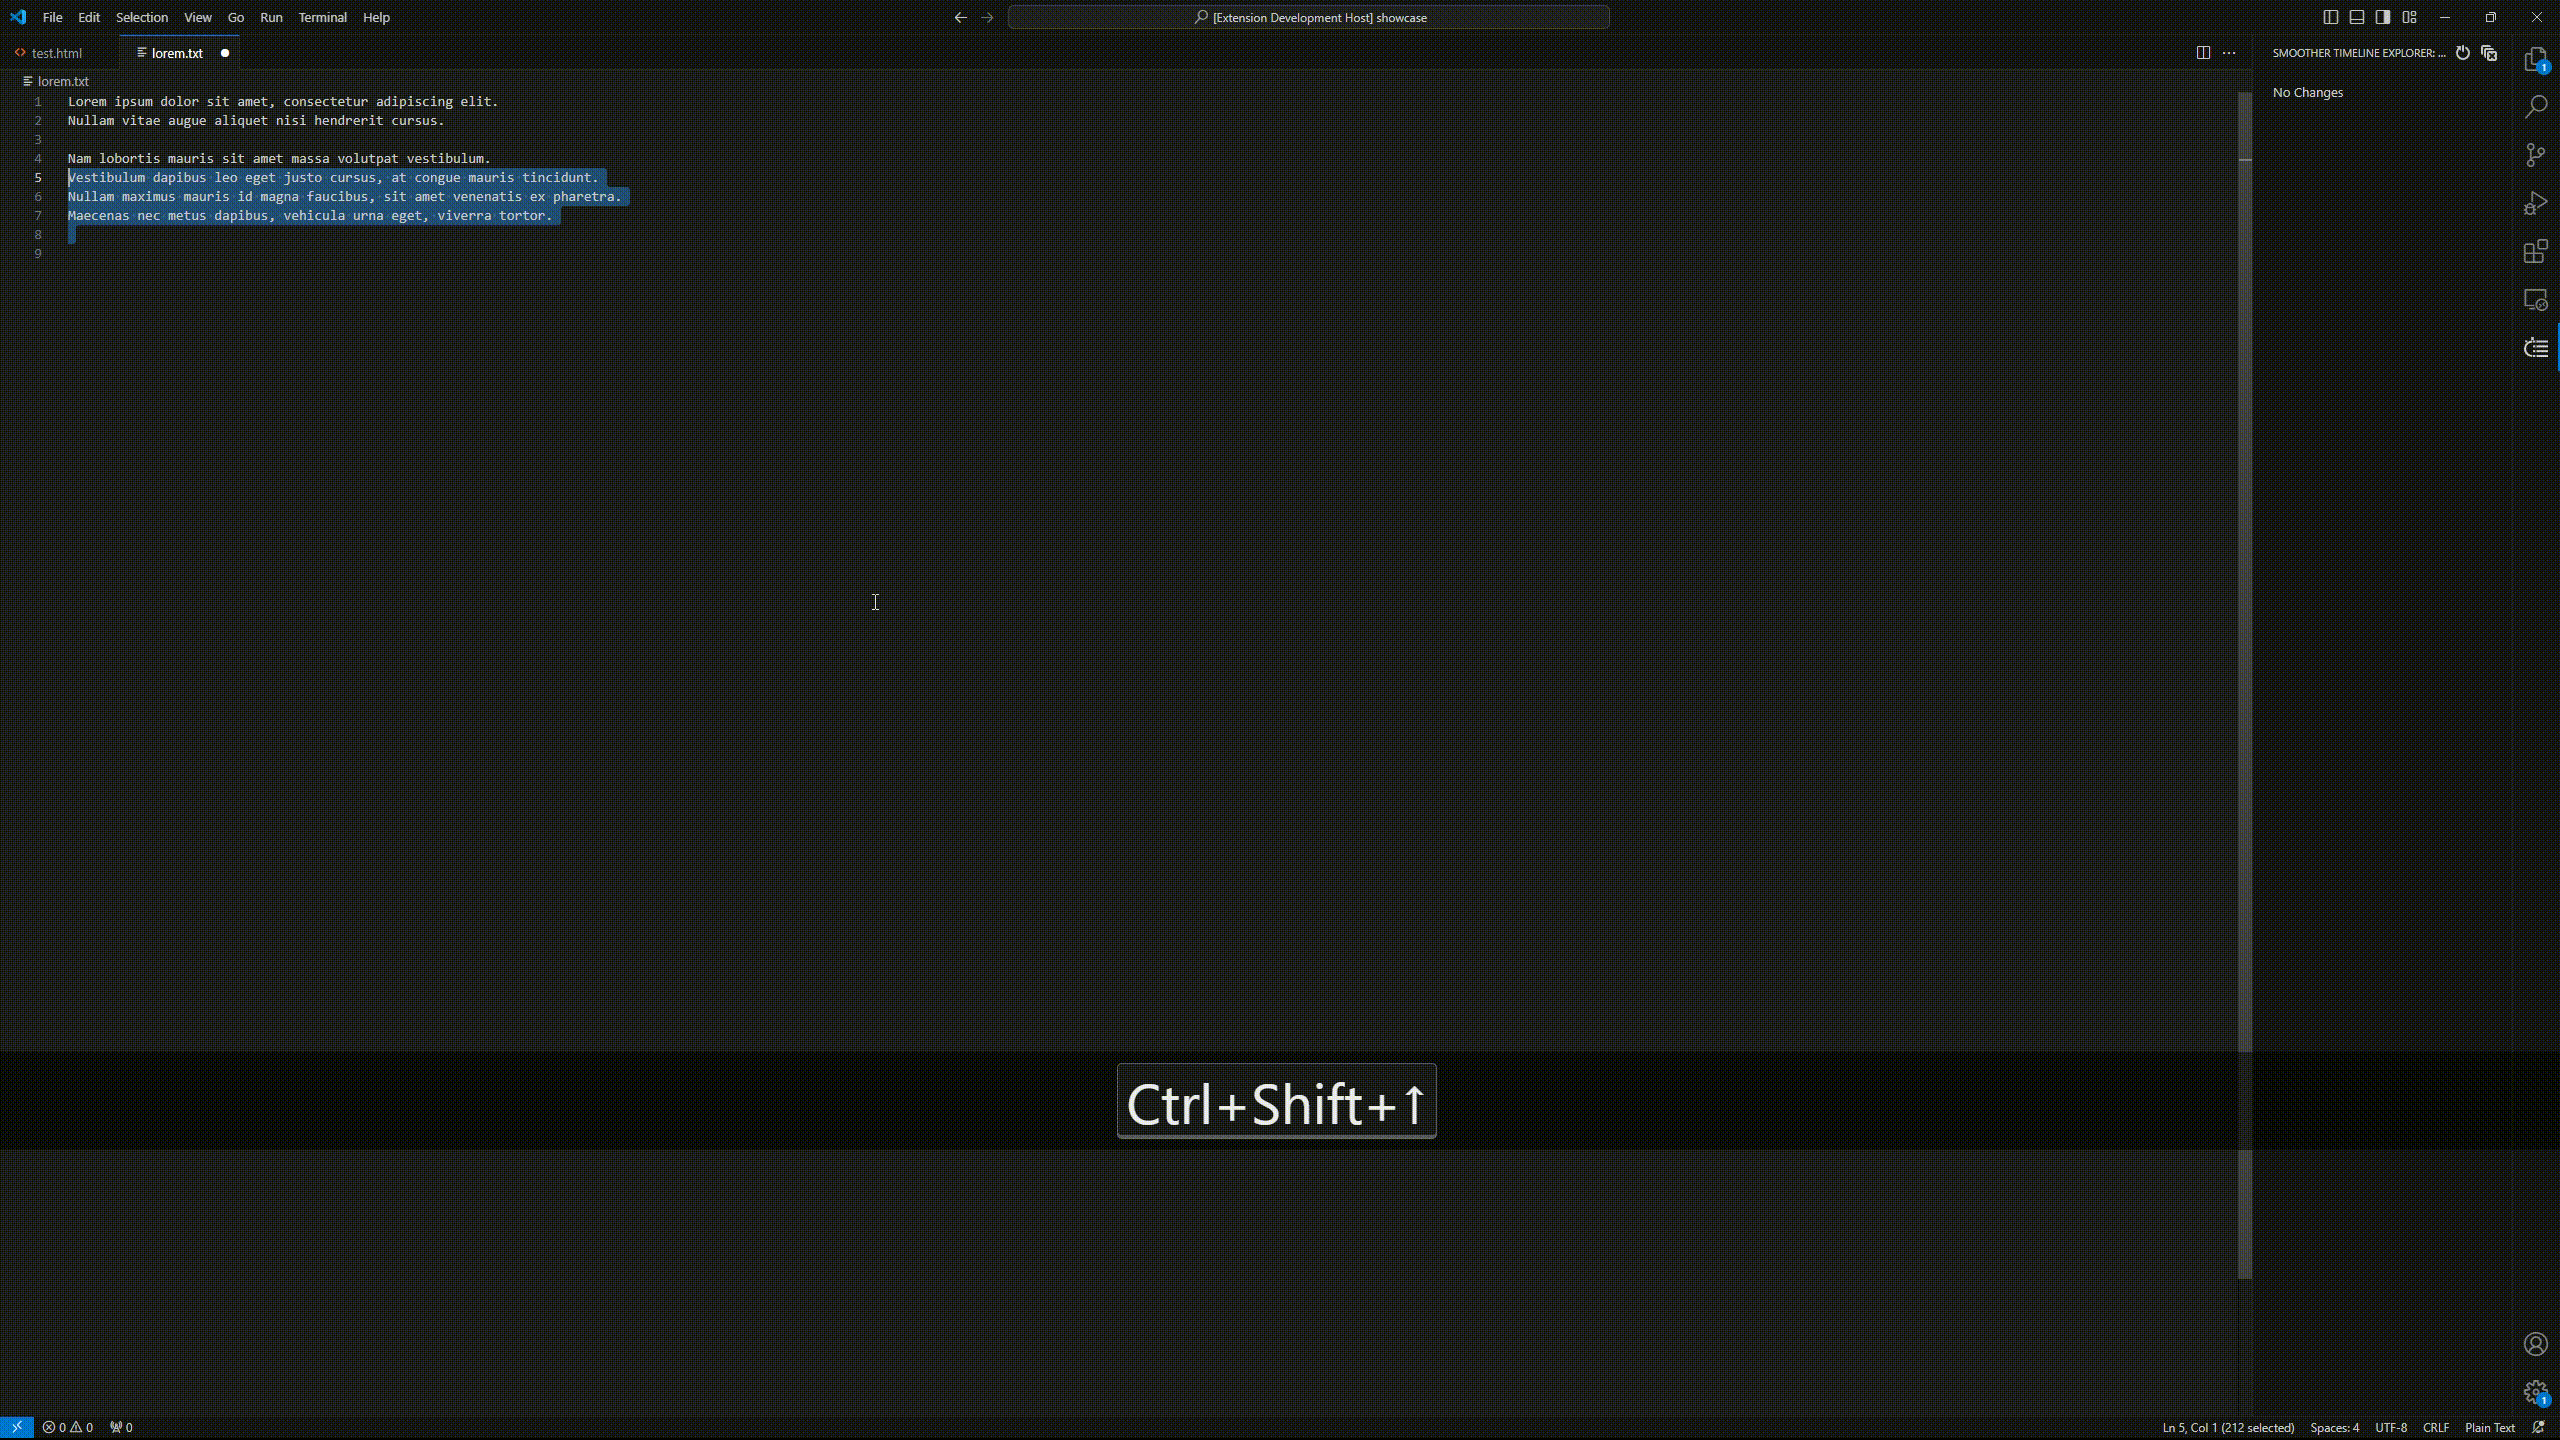 File Edit Selection View Go Run Terminal Help
[Extension Development Host] showcase
test.html lorem.txt
SMOOTHER TIMELINE EXPLORER: ...
lorem.txt
No Changes
1 Lorem ipsum dolor sit amet, consectetur adipiscing elit.
2 Nullam vitae augue aliquet nisi hendrerit cursus.
3
4 Nam lobortis mauris sit amet massa volutpat vestibulum.
5 Vestibulum dapibus leo eget justo cursus, at congue mauris tincidunt.
6 Nullam maximus mauris id magna faucibus, sit amet venenatis ex pharetra.
7 Maecenas nec metus dapibus, vehicula urna eget, viverra tortor.
8
9
1
Ctrl+Shift+↑
1
0 0 0
Ln 5, Col 1 (212 selected) Spaces: 4 UTF-8 CRLF Plain Text